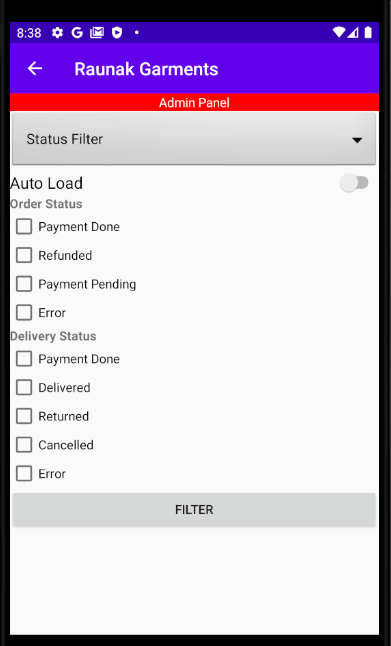 8:38
Raunak Garments
Admin Panel
Status Filter
Auto Load
Order Status
Payment Done
Refunded
Payment Pending
Error
Delivery Status
Payment Done
Delivered
Returned
Cancelled
Error
FILTER